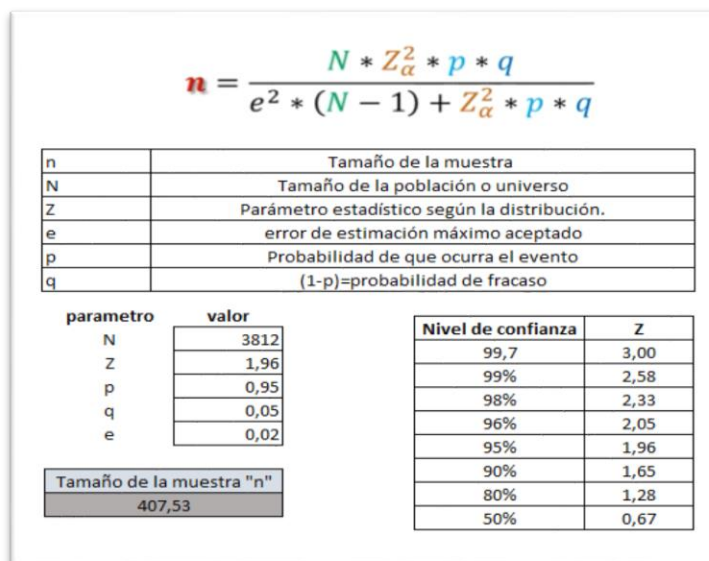 n = N * Z²α * p * q / e² * (N − 1) + Z²α * p * q
n Tamaño de la muestra
N Tamaño de la población o universo
Z Parámetro estadístico según la distribución.
e error de estimación máximo aceptado
p Probabilidad de que ocurra el evento
q (1-p)=probabilidad de fracaso
parametro valor
N 3812
Z 1,96
p 0,95
q 0,05
e 0,02
Tamaño de la muestra "n"
407,53
Nivel de confianza Z
99,7 3,00
99% 2,58
98% 2,33
96% 2,05
95% 1,96
90% 1,65
80% 1,28
50% 0,67